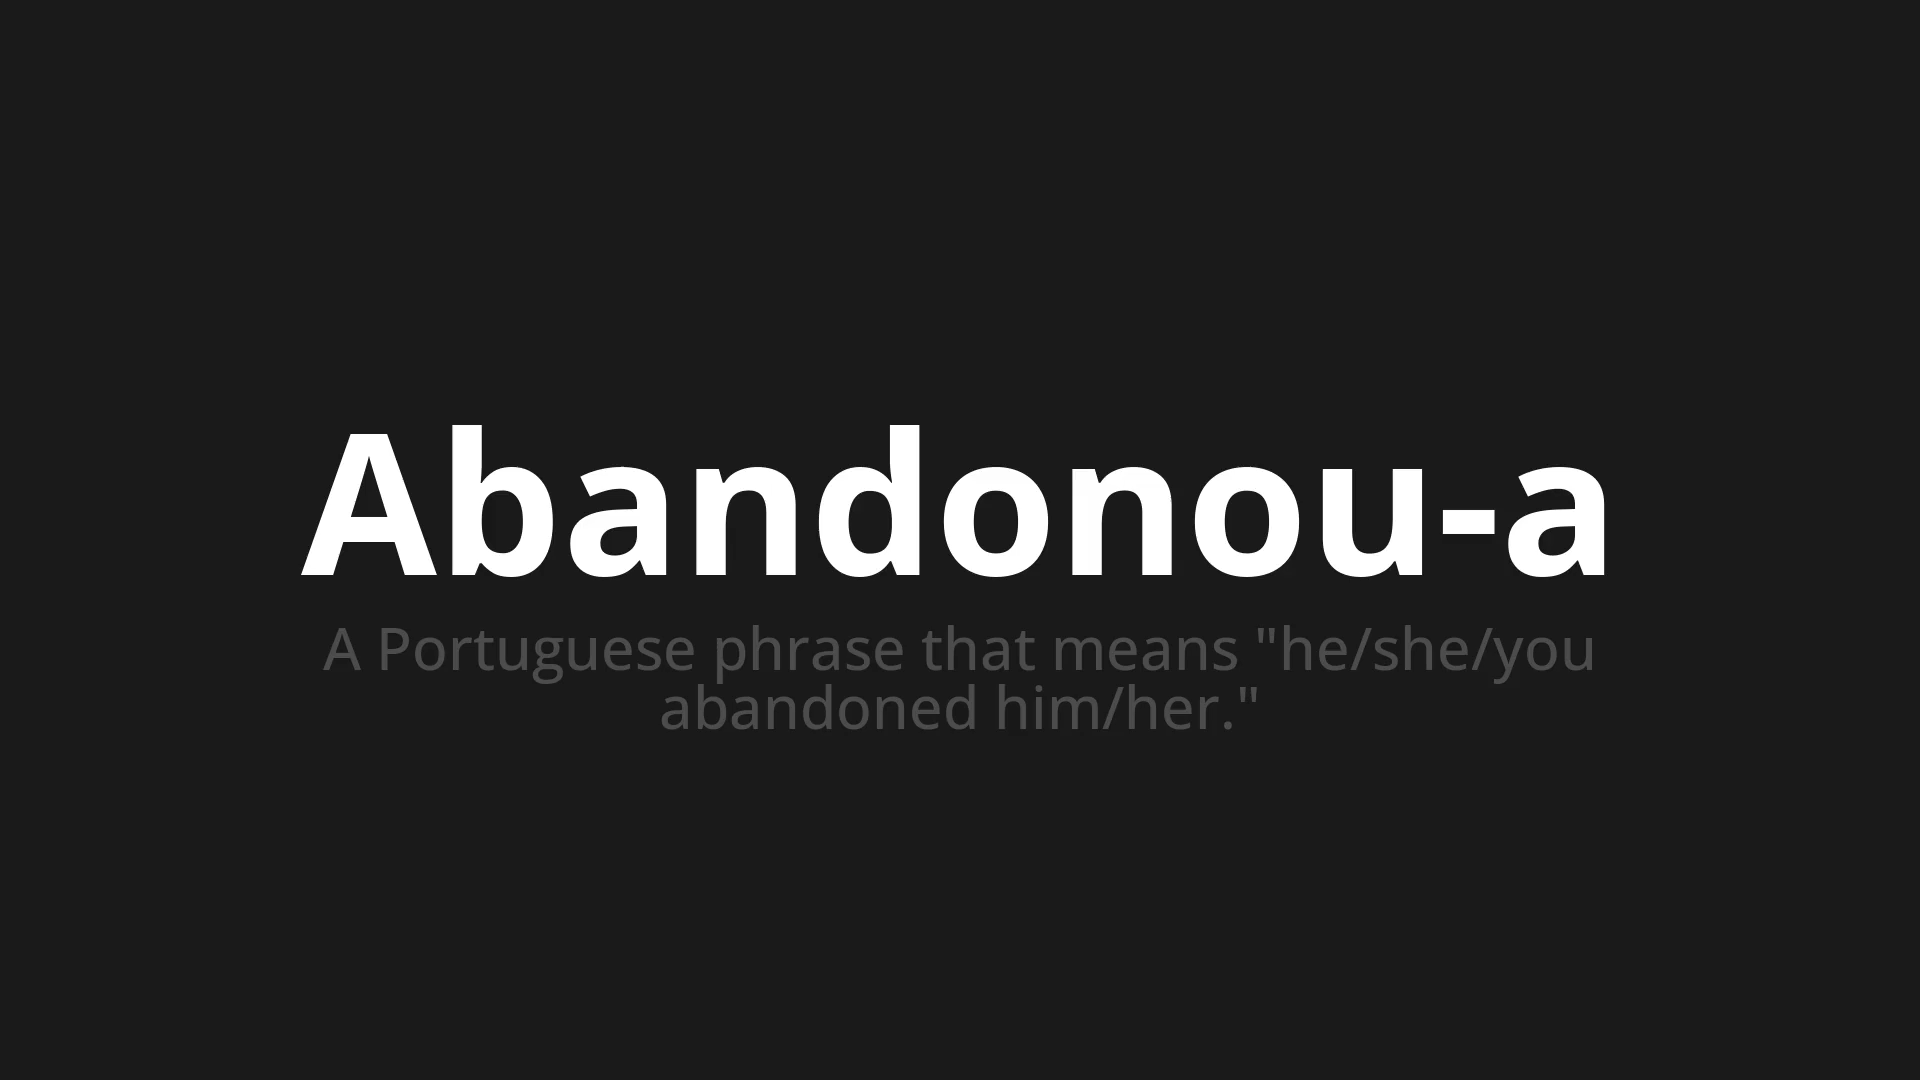 Abandonou-a
A Portuguese phrase that means "he/she/you
abandoned him/her."